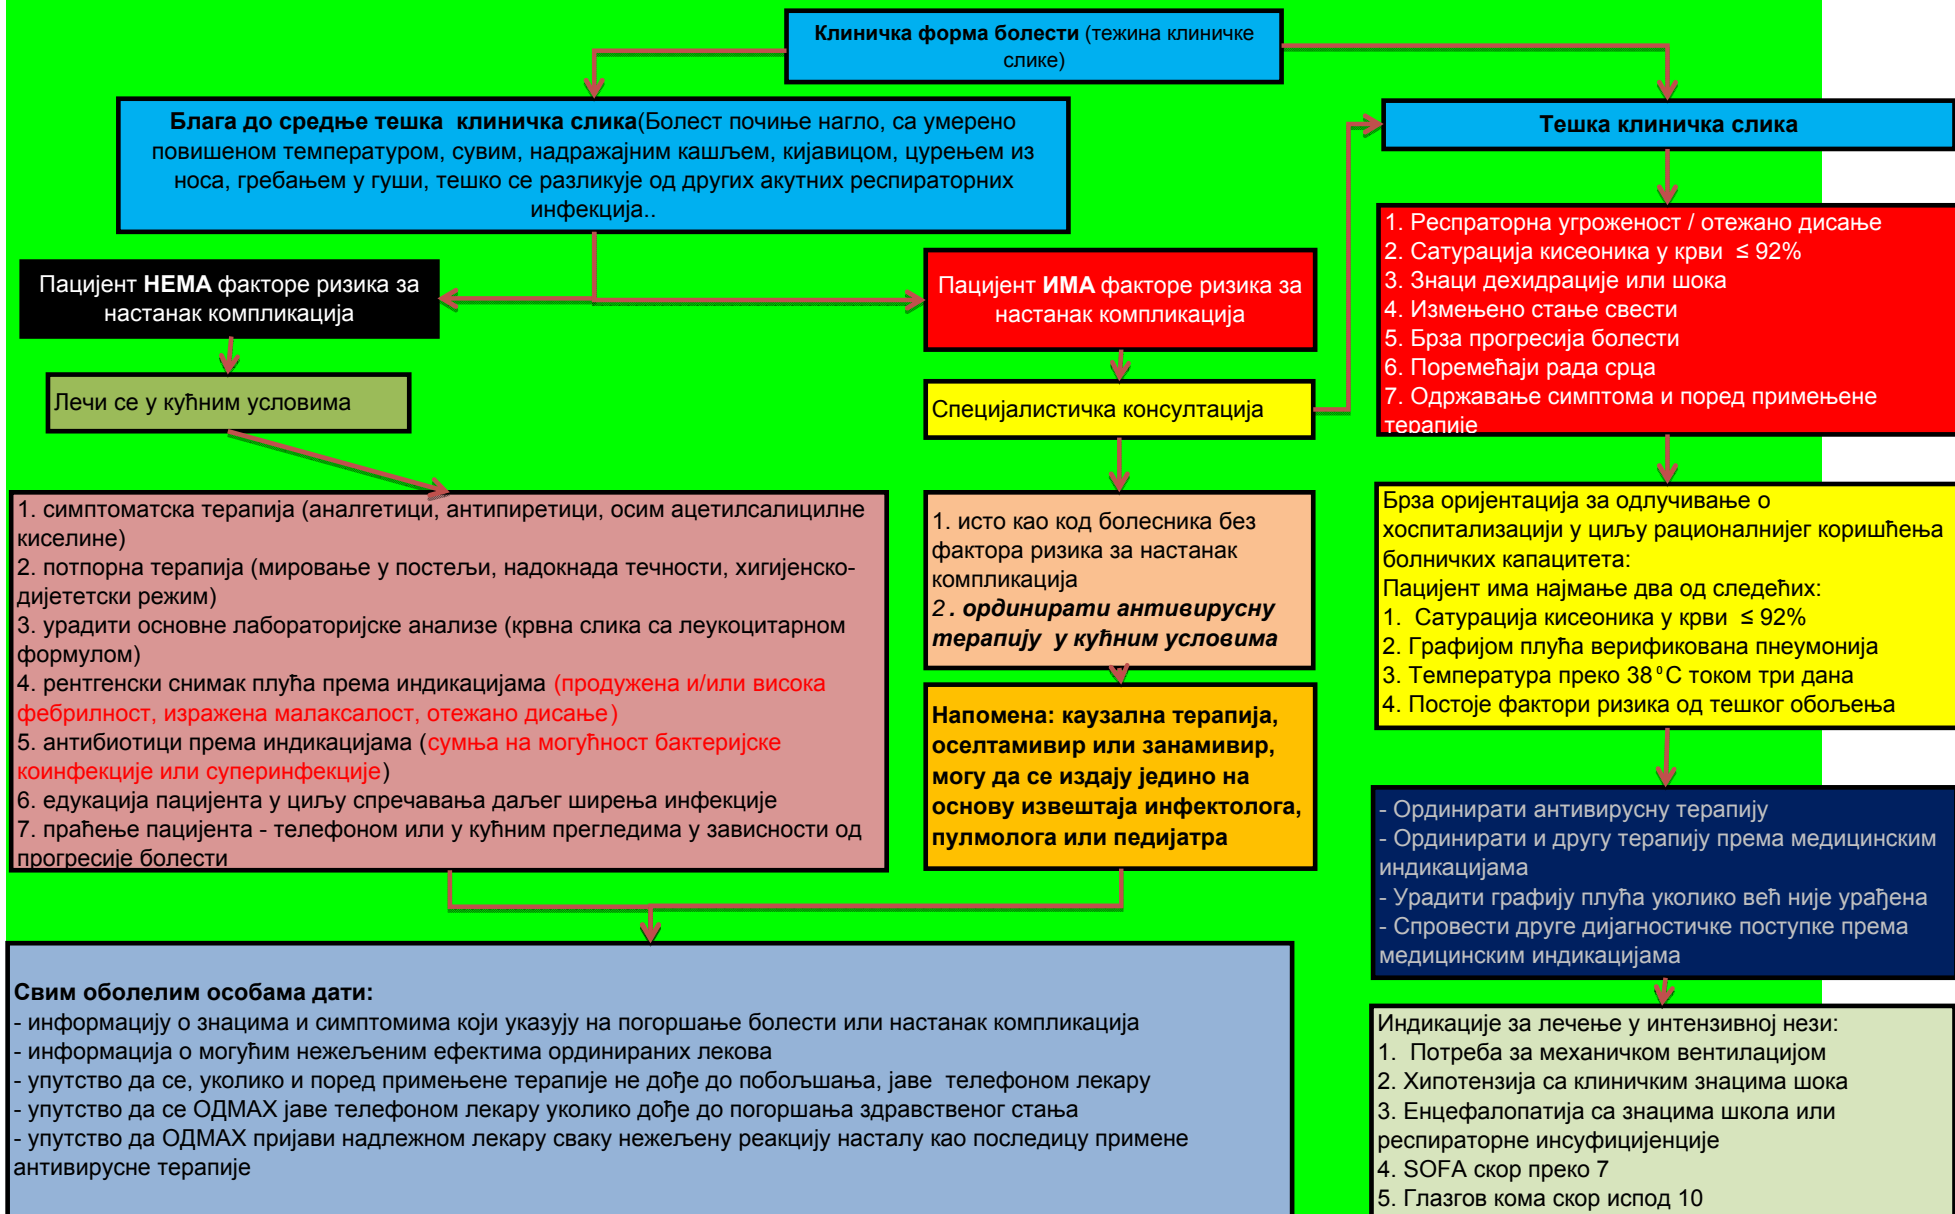 Клиничка форма болести (тежина клиничке
слике)
Блага до средње тешка клиничка слика(Болест почиње нагло, са умерено
повишеном температуром, сувим, надражајним кашљем, кијавицом, цурењем из
носа, гребањем у гуши, тешко се разликује од других акутних респираторних
инфекција..
Тешка клиничка слика
Пацијент НЕМА факторе ризика за
настанак компликација
Пацијент ИМА факторе ризика за
настанак компликација
1. Респраторна угроженост / отежано дисање
2. Сатурација кисеоника у крви ≤ 92%
3. Знаци дехидрације или шока
4. Измењено стање свести
5. Брза прогресија болести
6. Поремећаји рада срца
7. Одржавање симптома и поред примењене
терапије
Лечи се у кућним условима
Специјалистичка консултација
1. симптоматска терапија (аналгетици, антипиретици, осим ацетилсалицилне
киселине)
2. потпорна терапија (мировање у постељи, надокнада течности, хигијенско-
дијететски режим)
3. урадити основне лабораторијске анализе (крвна слика са леукоцитарном
формулом)
4. рентгенски снимак плућа према индикацијама (продужена и/или висока
фебрилност, изражена малаксалост, отежано дисање)
5. антибиотици према индикацијама (сумња на могућност бактеријске
коинфекције или суперинфекције)
6. едукација пацијента у циљу спречавања даљег ширења инфекције
7. праћење пацијента - телефоном или у кућним прегледима у зависности од
прогресије болести
1. исто као код болесника без
фактора ризика за настанак
компликација
2. ординирати антивирусну
терапију у кућним условима
Напомена: каузална терапија,
оселтамивир или занамивир,
могу да се издају једино на
основу извештаја инфектолога,
пулмолога или педијатра
Брза оријентација за одлучивање о
хоспитализацији у циљу рационалнијег коришћења
болничких капацитета:
Пацијент има најмање два од следећих:
1. Сатурација кисеоника у крви ≤ 92%
2. Графијом плућа верификована пнеумонија
3. Температура преко 38⁰C током три дана
4. Постоје фактори ризика од тешког обољења
- Ординирати антивирусну терапију
- Ординирати и другу терапију према медицинским
индикацијама
- Урадити графију плућа уколико већ није урађена
- Спровести друге дијагностичке поступке према
медицинским индикацијама
Свим оболелим особама дати:
- информацију о знацима и симптомима који указују на погоршање болести или настанак компликација
- информација о могућим нежељеним ефектима ординираних лекова
- упутство да се, уколико и поред примењене терапије не дође до побољшања, јаве телефоном лекару
- упутство да се ОДМАХ јаве телефоном лекару уколико дође до погоршања здравственог стања
- упутство да ОДМАХ пријави надлежном лекару сваку нежељену реакцију насталу као последицу примене
антивирусне терапије
Индикације за лечење у интензивној нези:
1. Потреба за механичком вентилацијом
2. Хипотензија са клиничким знацима шока
3. Енцефалопатија са знацима школа или
респираторне инсуфицијенције
4. SOFA скор преко 7
5. Глазгов кома скор испод 10